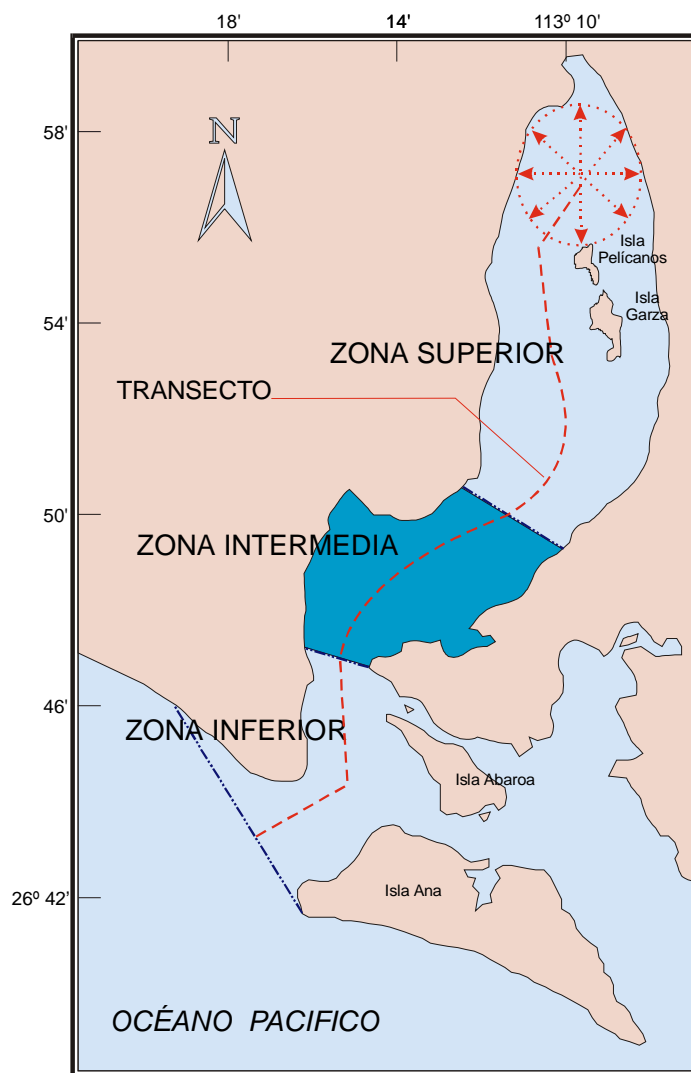 18' 14' 113º 10'
58'
N
Isla
Pelícanos
Isla
Garza
54'
ZONA SUPERIOR
TRANSECTO
50'
ZONA INTERMEDIA
46'
ZONA INFERIOR
Isla Abaroa
26º 42'
Isla Ana
OCÉANO PACIFICO